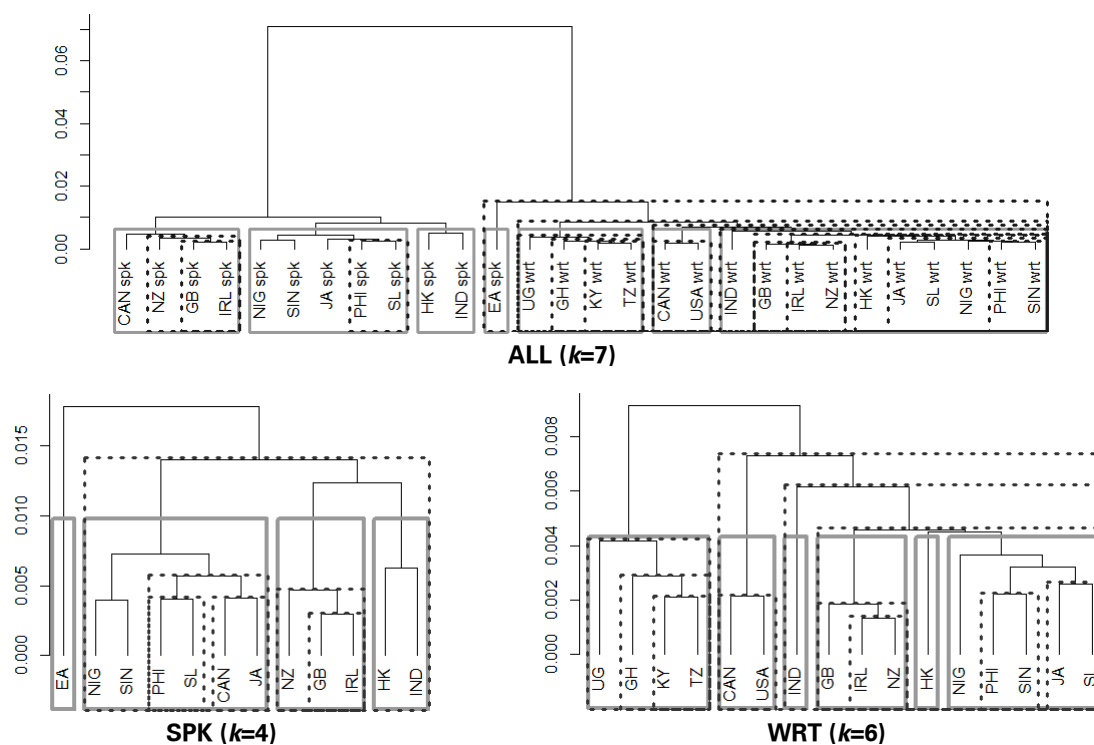 0.06
0.04
0.02
0.00
CAN spk
NZ spk
GB spk
IRL spk
NIG spk
SIN spk
JA spk
PHI spk
SL spk
HK spk
IND spk
EA spk
UG wrt
GH wrt
KY wrt
TZ wrt
CAN wrt
USA wrt
IND wrt
GB wrt
IRL wrt
NZ wrt
HK wrt
JA wrt
SL wrt
NIG wrt
PHI wrt
SIN wrt
ALL (k=7)
0.015
0.010
0.005
0.000
EA
NIG
SIN
PHI
SL
CAN
JA
NZ
GB
IRL
HK
IND
SPK (k=4)
0.008
0.006
0.004
0.002
0.000
UG
GH
KY
TZ
CAN
USA
IND
GB
IRL
NZ
HK
NIG
PHI
SIN
JA
SL
WRT (k=6)